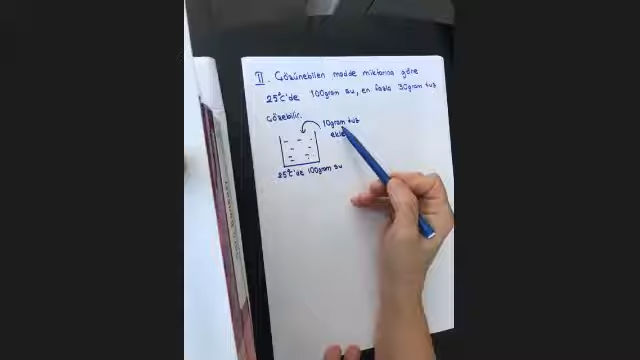 II. Çözünebilen madde miktarına göre
25°C'de 100gram su, en fazla 30gram tuz
çözebilir.
10gram tuz
ekle
25°C'de 100gram su